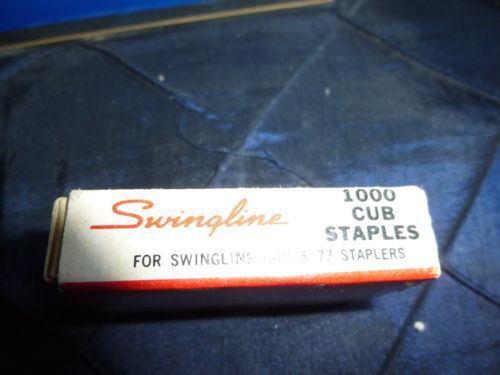 Swingline
1000
CUB
STAPLES
FOR SWINGLINE & 77 STAPLERS